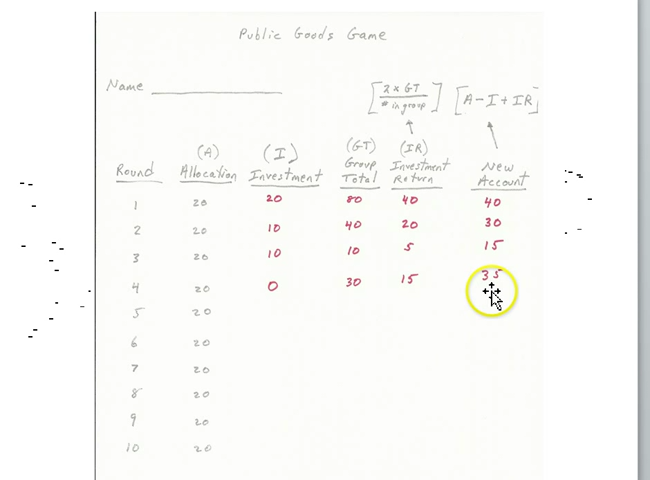 Public Goods Game
Name
[2 x GT / # in group] [A - I + IR]
(A) (I) (GT) (IR)
Round Allocation Investment Group Total Investment Return New Account
1 20 20 80 40 40
2 20 10 40 20 30
3 20 10 10 5 15
4 20 0 30 15 35
5 20
6 20
7 20
8 20
9 20
10 20